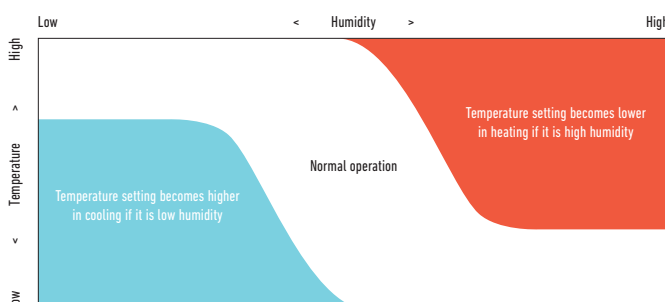 Low < Humidity > High
High
Temperature setting becomes lower
in heating if it is high humidity
>
Temperature
Normal operation
Temperature setting becomes higher
in cooling if it is low humidity
<